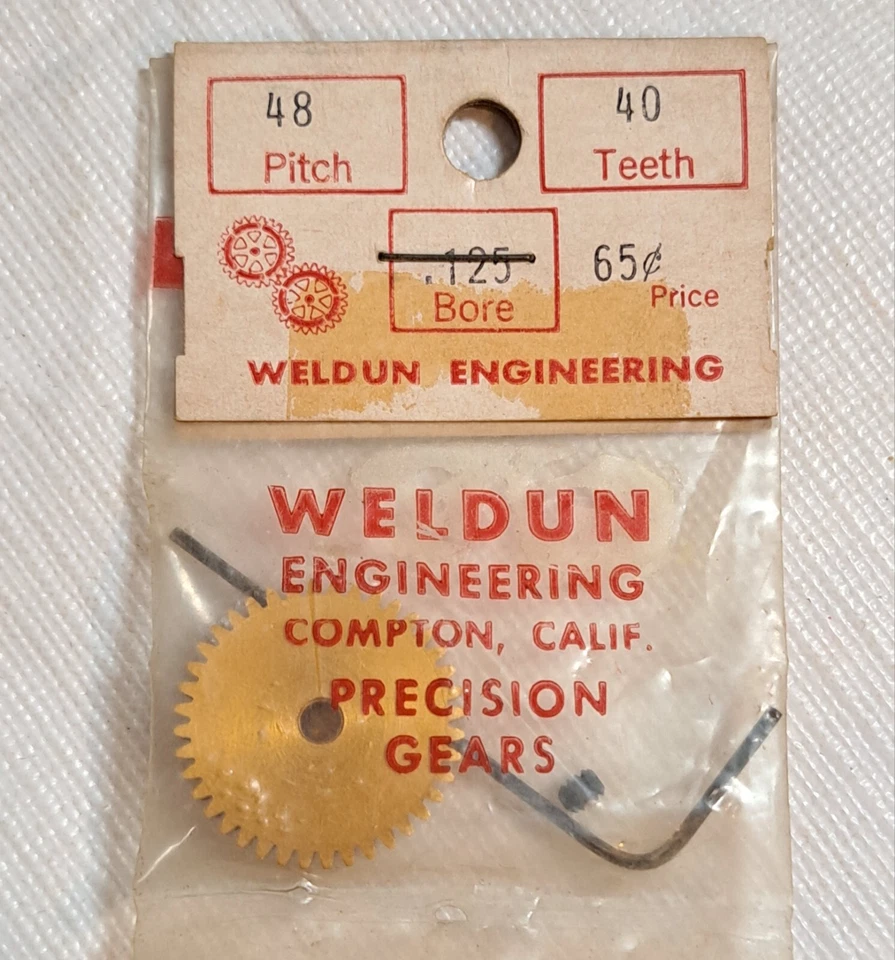 48
Pitch
40
Teeth
.125
Bore
65¢
Price
WELDUN ENGINEERING
WELDUN
ENGINEERING
COMPTON, CALIF.
PRECISION
GEARS